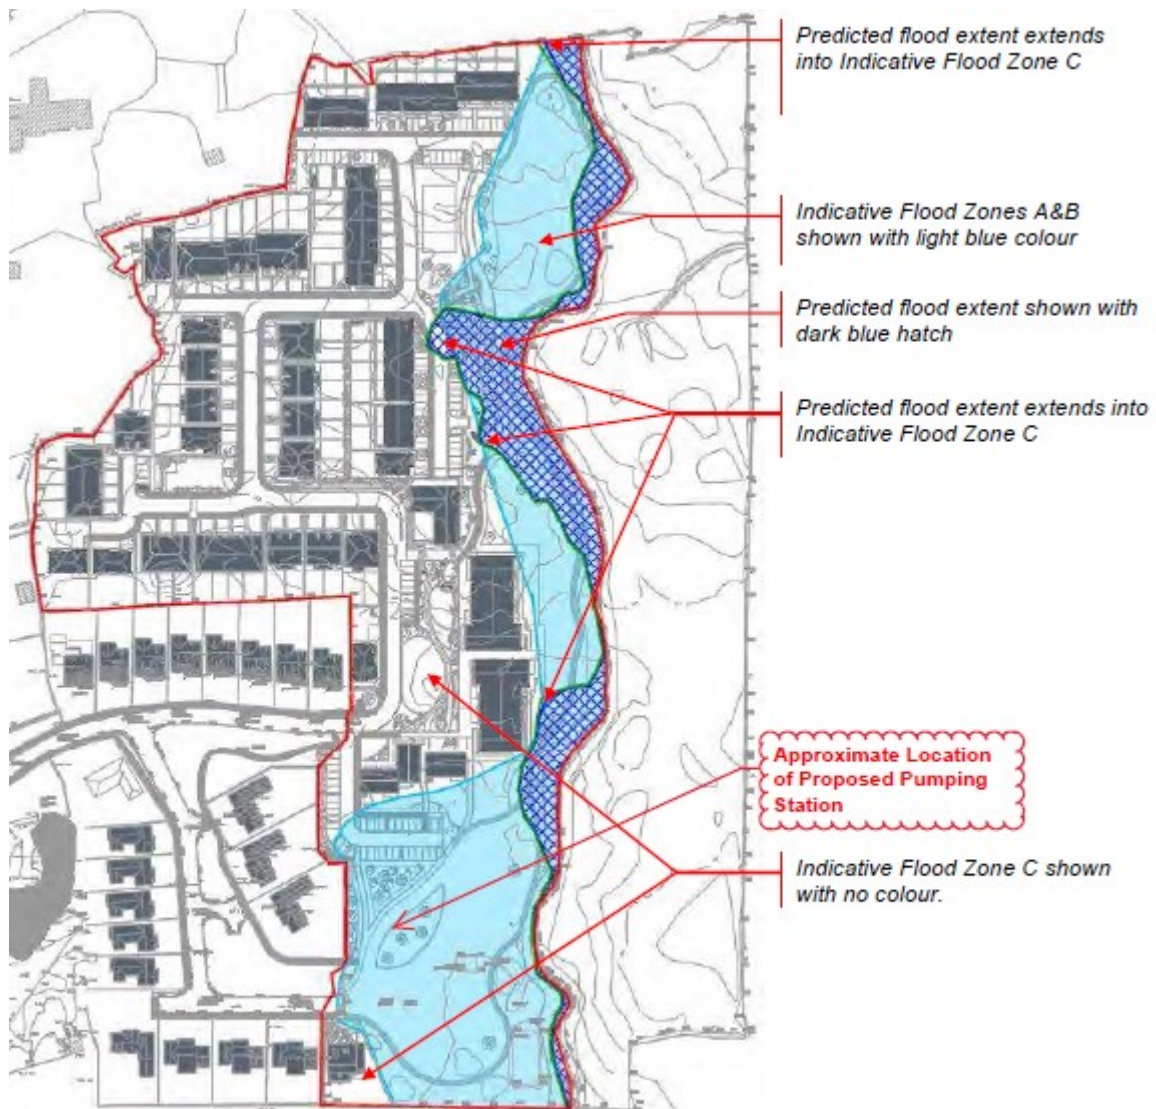 Predicted flood extent extends
into Indicative Flood Zone C
Indicative Flood Zones A&B
shown with light blue colour
Predicted flood extent shown with
dark blue hatch
Predicted flood extent extends into
Indicative Flood Zone C
Approximate Location
of Proposed Pumping
Station
Indicative Flood Zone C shown
with no colour.